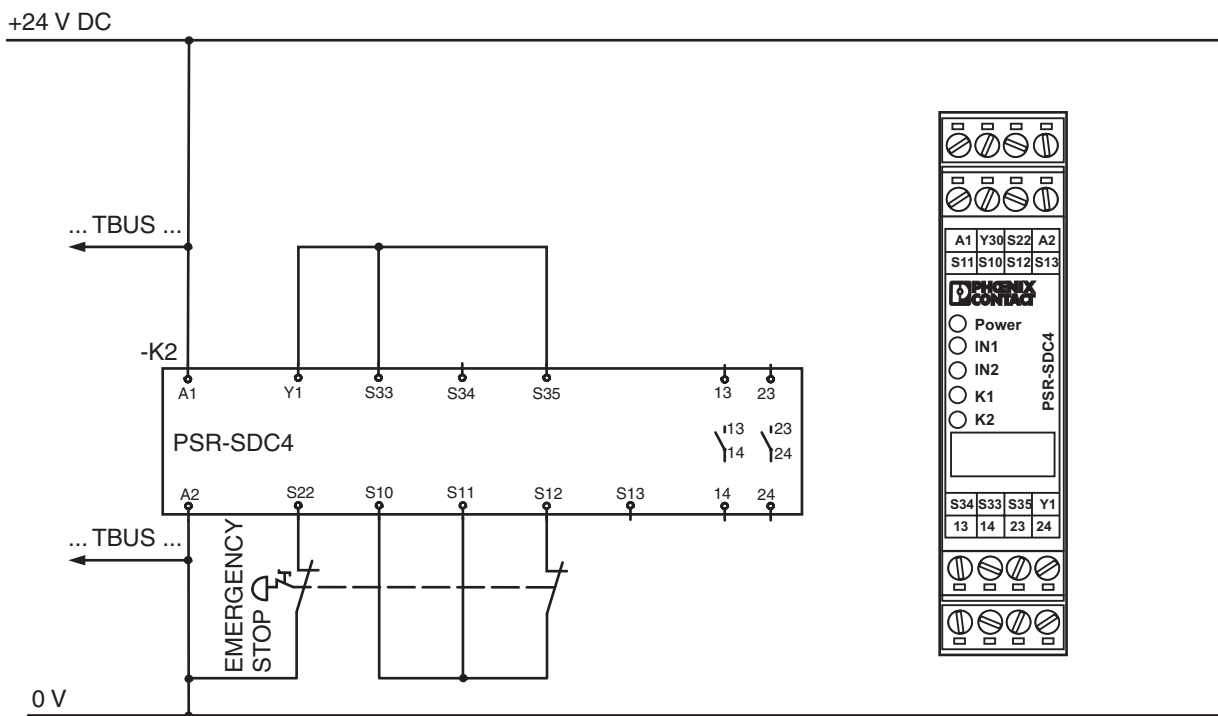 +24 V DC
... TBUS ...
-K2
A1 Y1 S33 S34 S35 13 23
PSR-SDC4
13 23
14 24
A2 S22 S10 S11 S12 S13 14 24
... TBUS ...
EMERGENCY
STOP
0 V
A1 Y30 S22 A2
S11 S10 S12 S13
PHŒNIX
CONTACT
Power
IN1
IN2
K1
K2
PSR-SDC4
S34 S33 S35 Y1
13 14 23 24